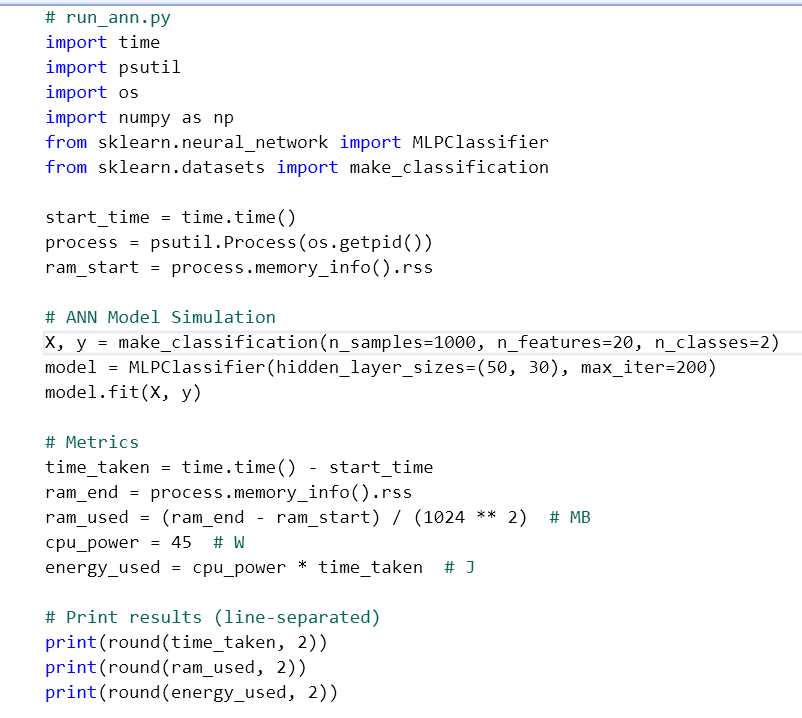 # run_ann.py
import time
import psutil
import os
import numpy as np
from sklearn.neural_network import MLPClassifier
from sklearn.datasets import make_classification
start_time = time.time()
process = psutil.Process(os.getpid())
ram_start = process.memory_info().rss
# ANN Model Simulation
X, y = make_classification(n_samples=1000, n_features=20, n_classes=2)
model = MLPClassifier(hidden_layer_sizes=(50, 30), max_iter=200)
model.fit(X, y)
# Metrics
time_taken = time.time() - start_time
ram_end = process.memory_info().rss
ram_used = (ram_end - ram_start) / (1024 ** 2)  # MB
cpu_power = 45  # W
energy_used = cpu_power * time_taken  # J
# Print results (line-separated)
print(round(time_taken, 2))
print(round(ram_used, 2))
print(round(energy_used, 2))